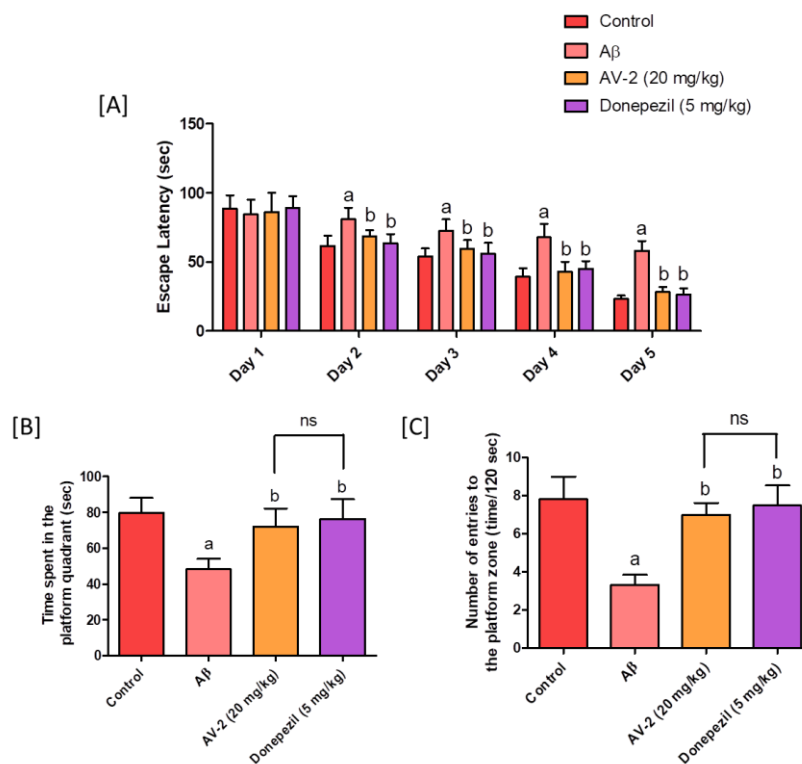 Control
Aβ
AV-2 (20 mg/kg)
Donepezil (5 mg/kg)
[A]
Escape Latency (sec)
150
100
50
0
a
b
b
a
b
b
a
b
b
a
b
b
Day 1
Day 2
Day 3
Day 4
Day 5
[B]
Time spent in the
platform quadrant (sec)
100
80
60
40
20
0
ns
a
b
b
Control
Aβ
AV-2 (20 mg/kg)
Donepezil (5 mg/kg)
[C]
Number of entries to
the platform zone (time/120 sec)
8
6
4
2
0
ns
a
b
b
Control
Aβ
AV-2 (20 mg/kg)
Donepezil (5 mg/kg)